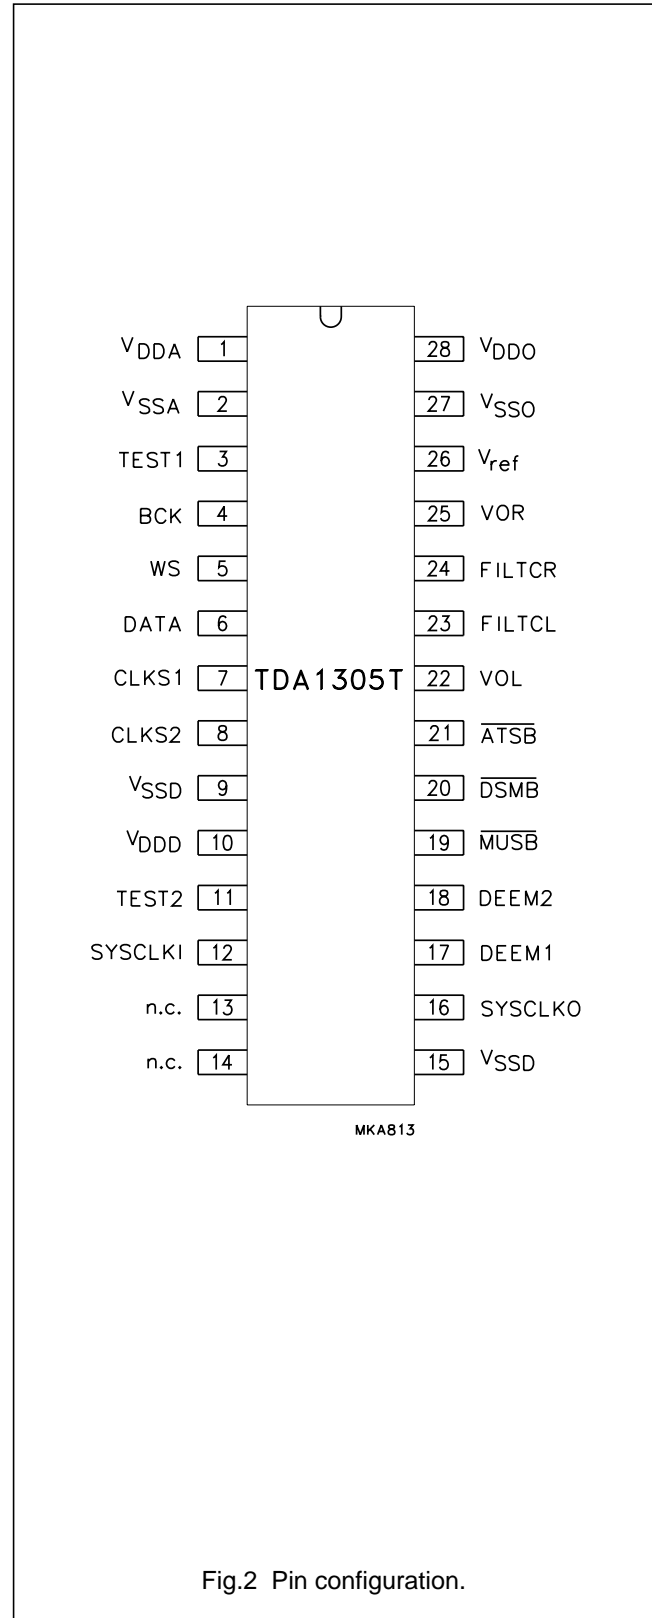 VDDA 1 28 VDDO
VSSA 2 27 VSSO
TEST1 3 26 Vref
BCK 4 25 VOR
WS 5 24 FILTCR
DATA 6 23 FILTCL
CLKS1 7 TDA1305T 22 VOL
CLKS2 8 21 A̅T̅S̅B̅
VSSD 9 20 D̅S̅M̅B̅
VDDD 10 19 M̅U̅S̅B̅
TEST2 11 18 DEEM2
SYSCLKI 12 17 DEEM1
n.c. 13 16 SYSCLKO
n.c. 14 15 VSSD
MKA813
Fig.2 Pin configuration.